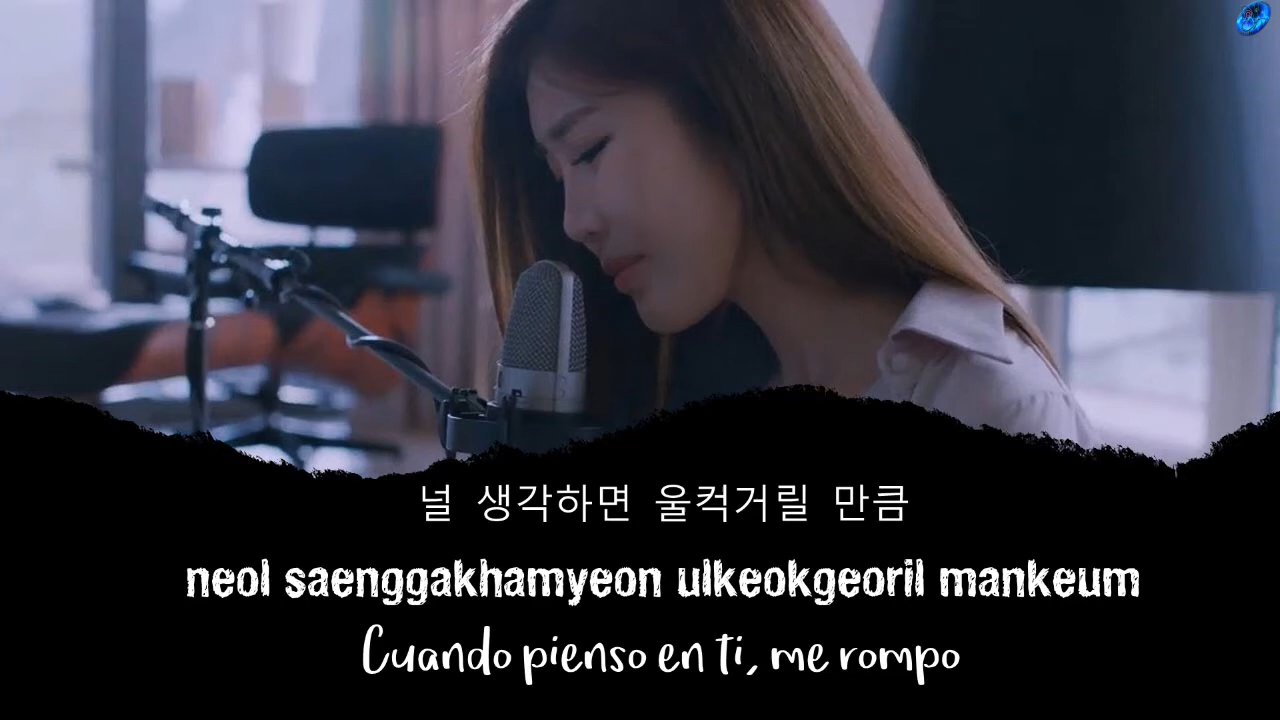 널 생각하면 울컥거릴 만큼
neol saenggakhamyeon ulkeokgeoril mankeum
Cuando pienso en ti, me rompo